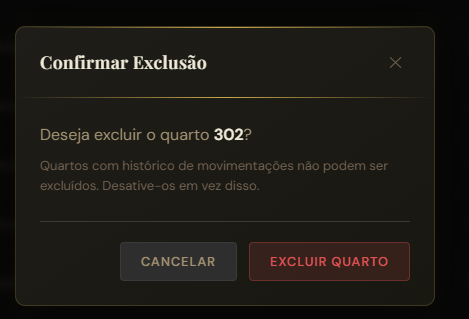 Confirmar Exclusão
Deseja excluir o quarto 302?
Quartos com histórico de movimentações não podem ser
excluídos. Desative-os em vez disso.
CANCELAR
EXCLUIR QUARTO